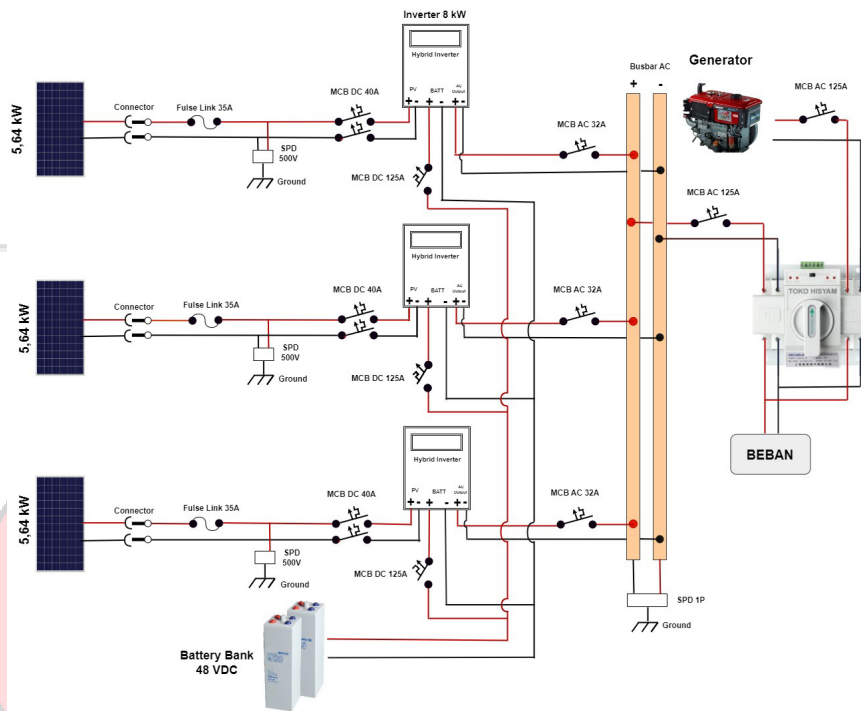 Inverter 8 kW
Hybrid Inverter
PV
BATT
AC
Output
+ - + - + -
5,64 kW
Connector
Fulse Link 35A
MCB DC 40A
SPD
500V
Ground
MCB DC 125A
MCB AC 32A
Busbar AC
+ -
Generator
MCB AC 125A
MCB AC 125A
TOKO HISYAM
BEBAN
5,64 kW
Connector
Fulse Link 35A
MCB DC 40A
SPD
500V
Ground
Hybrid Inverter
PV
BATT
AC
Output
+ - + - + -
MCB DC 125A
MCB AC 32A
5,64 kW
Connector
Fulse Link 35A
MCB DC 40A
SPD
500V
Ground
Hybrid Inverter
PV
BATT
AC
Output
+ - + - + -
MCB DC 125A
MCB AC 32A
SPD 1P
Ground
Battery Bank
48 VDC